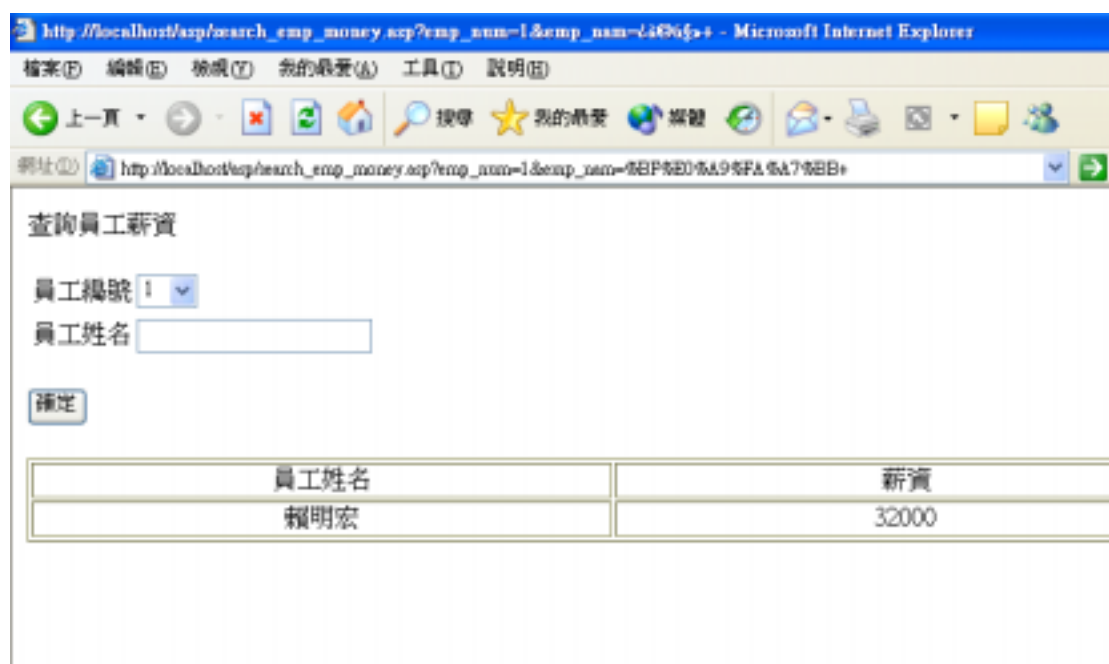 http://localhost/asp/search_emp_money.asp?emp_num=1&emp_nam= - Microsoft Internet Explorer
檔案(F) 編輯(E) 檢視(V) 我的最愛(A) 工具(T) 說明(H)
上一頁 搜尋 我的最愛 媒體
網址(D) http://localhost/asp/search_emp_money.asp?emp_num=1&emp_nam=%BF%E0%A9%FA%A7%BB+
查詢員工薪資
員工編號 1
員工姓名
確定
員工姓名 薪資
賴明宏 32000